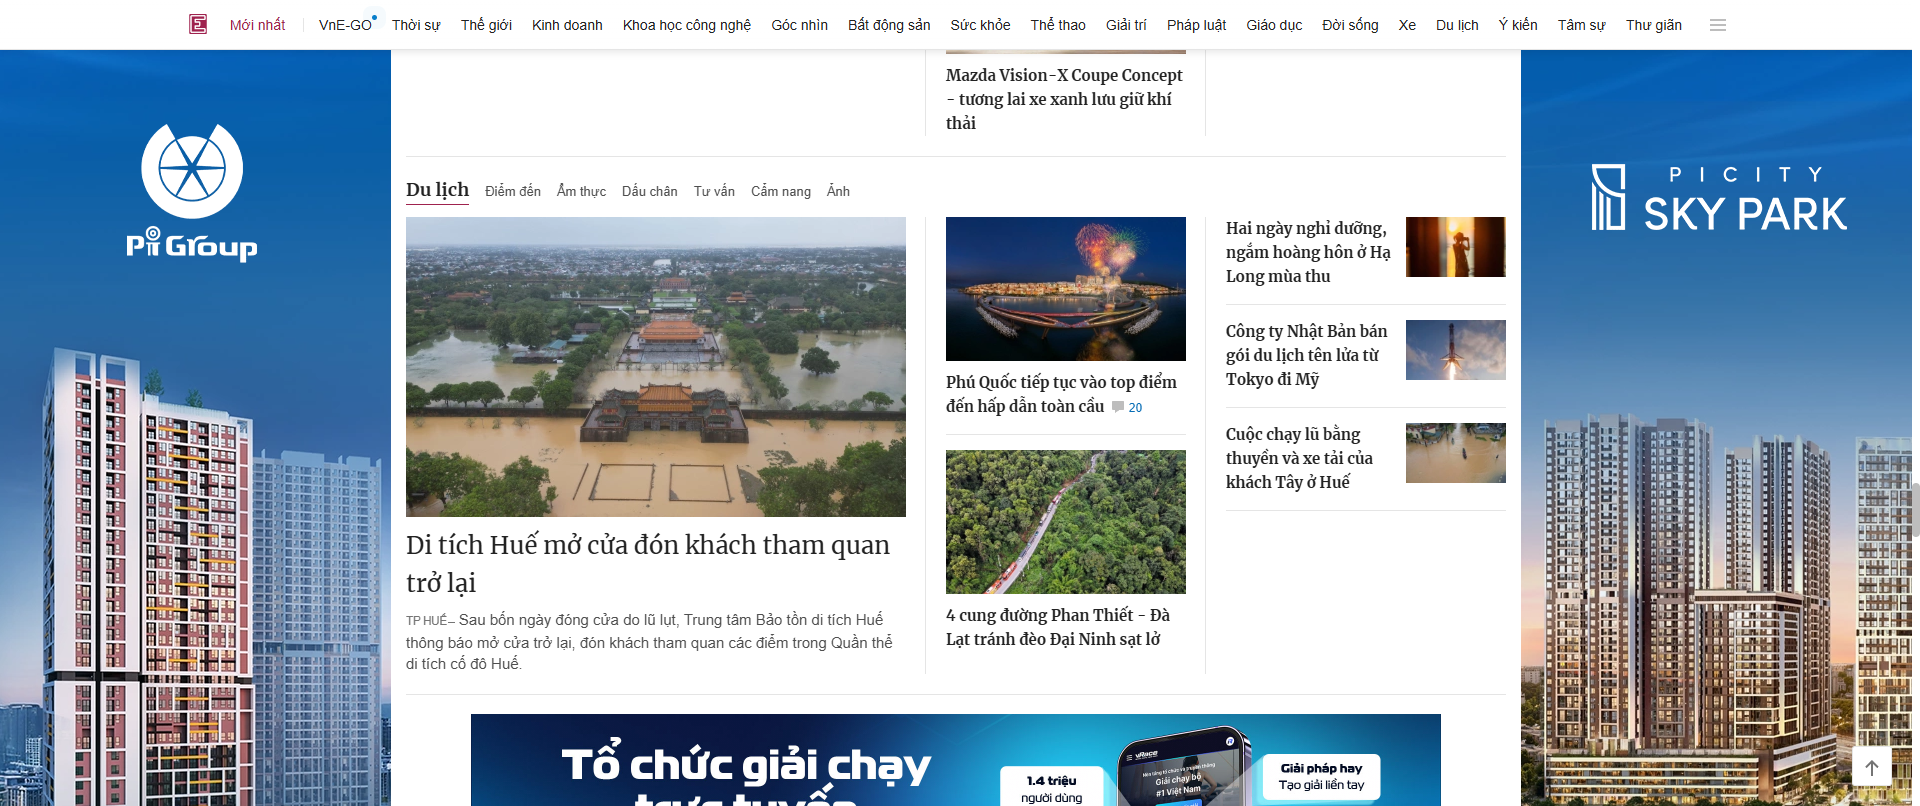 Mới nhất VnE-GO Thời sự Thế giới Kinh doanh Khoa học công nghệ Góc nhìn Bất động sản Sức khỏe Thể thao Giải trí Pháp luật Giáo dục Đời sống Xe Du lịch Ý kiến Tâm sự Thư giãn
Pi Group
PICITY
SKY PARK
Mazda Vision-X Coupe Concept
- tương lai xe xanh lưu giữ khí
thải
Du lịch Điểm đến Ẩm thực Dấu chân Tư vấn Cẩm nang Ảnh
Di tích Huế mở cửa đón khách tham quan
trở lại
TP HUẾ– Sau bốn ngày đóng cửa do lũ lụt, Trung tâm Bảo tồn di tích Huế
thông báo mở cửa trở lại, đón khách tham quan các điểm trong Quần thể
di tích cố đô Huế.
Phú Quốc tiếp tục vào top điểm
đến hấp dẫn toàn cầu 20
4 cung đường Phan Thiết - Đà
Lạt tránh đèo Đại Ninh sạt lở
Hai ngày nghỉ dưỡng,
ngắm hoàng hôn ở Hạ
Long mùa thu
Công ty Nhật Bản bán
gói du lịch tên lửa từ
Tokyo đi Mỹ
Cuộc chạy lũ bằng
thuyền và xe tải của
khách Tây ở Huế
Tổ chức giải chạy
trực tuyến
1.4 triệu
người dùng
vRace
Giải chạy bộ
#1 Việt Nam
Giải pháp hay
Tạo giải liền tay